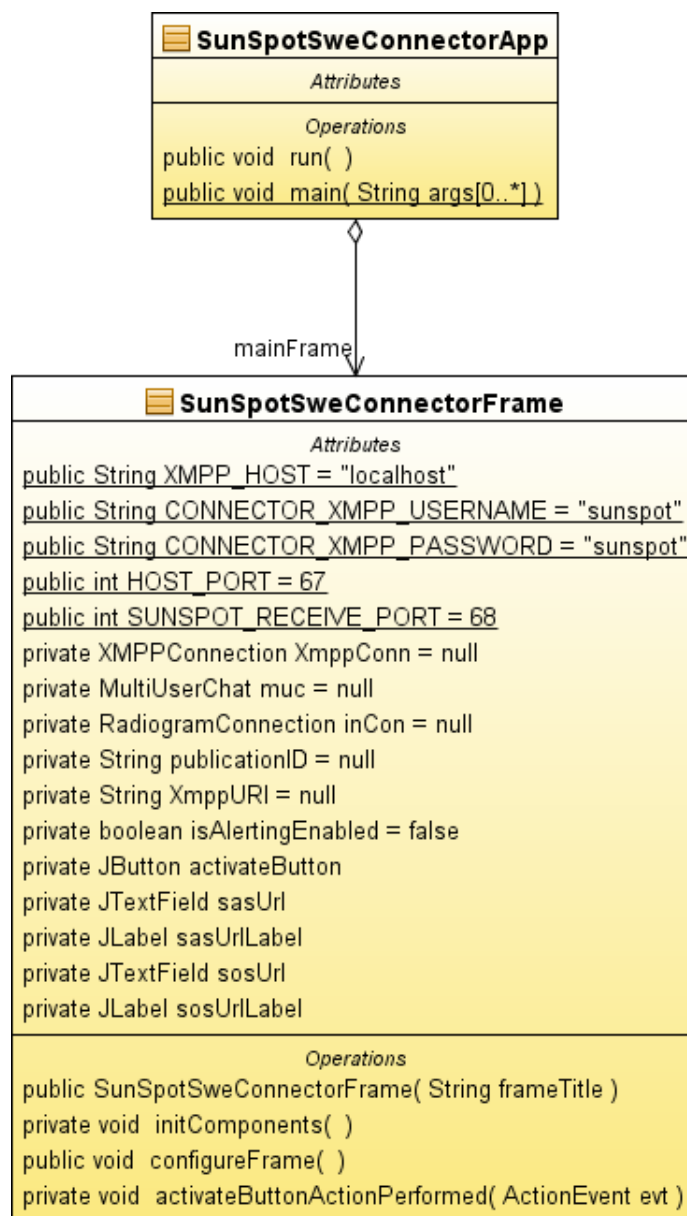 SunSpotSweConnectorApp
Attributes
Operations
public void run( )
public void main( String args[0..*] )
mainFrame
SunSpotSweConnectorFrame
Attributes
public String XMPP_HOST = "localhost"
public String CONNECTOR_XMPP_USERNAME = "sunspot"
public String CONNECTOR_XMPP_PASSWORD = "sunspot"
public int HOST_PORT = 67
public int SUNSPOT_RECEIVE_PORT = 68
private XMPPConnection XmppConn = null
private MultiUserChat muc = null
private RadiogramConnection inCon = null
private String publicationID = null
private String XmppURI = null
private boolean isAlertingEnabled = false
private JButton activateButton
private JTextField sasUrl
private JLabel sasUrlLabel
private JTextField sosUrl
private JLabel sosUrlLabel
Operations
public SunSpotSweConnectorFrame( String frameTitle )
private void initComponents( )
public void configureFrame( )
private void activateButtonActionPerformed( ActionEvent evt )